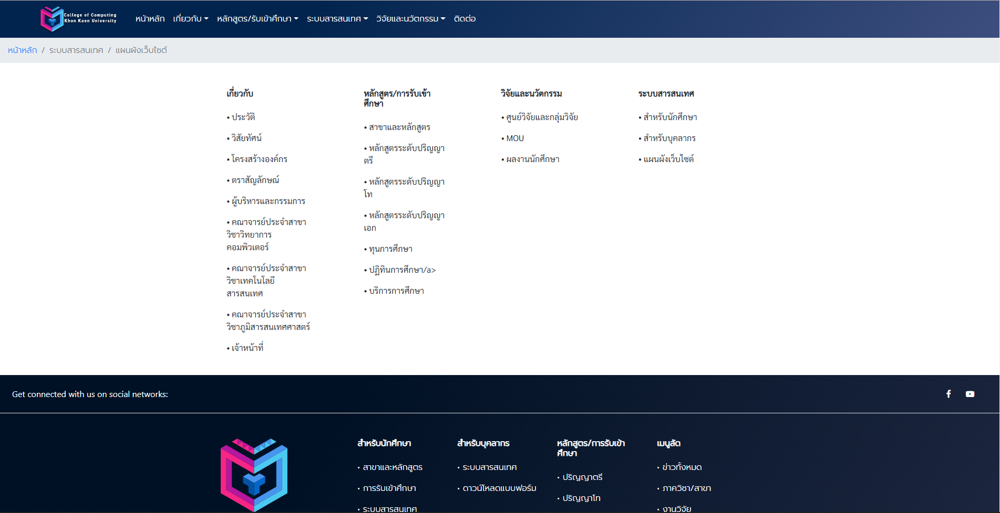 College of Computing
Khon Kaen University
หน้าหลัก เกี่ยวกับ หลักสูตร/รับเข้าศึกษา ระบบสารสนเทศ วิจัยและนวัตกรรม ติดต่อ
หน้าหลัก / ระบบสารสนเทศ / แผนผังเว็บไซต์
เกี่ยวกับ
• ประวัติ
• วิสัยทัศน์
• โครงสร้างองค์กร
• ตราสัญลักษณ์
• ผู้บริหารและกรรมการ
• คณาจารย์ประจำสาขา
วิชาวิทยาการ
คอมพิวเตอร์
• คณาจารย์ประจำสาขา
วิชาเทคโนโลยี
สารสนเทศ
• คณาจารย์ประจำสาขา
วิชาภูมิสารสนเทศศาสตร์
• เจ้าหน้าที่
หลักสูตร/การรับเข้า
ศึกษา
• สาขาและหลักสูตร
• หลักสูตรระดับปริญญา
ตรี
• หลักสูตรระดับปริญญา
โท
• หลักสูตรระดับปริญญา
เอก
• ทุนการศึกษา
• ปฏิทินการศึกษา/a>
• บริการการศึกษา
วิจัยและนวัตกรรม
• ศูนย์วิจัยและกลุ่มวิจัย
• MOU
• ผลงานนักศึกษา
ระบบสารสนเทศ
• สำหรับนักศึกษา
• สำหรับบุคลากร
• แผนผังเว็บไซต์
Get connected with us on social networks:
สำหรับนักศึกษา
• สาขาและหลักสูตร
• การรับเข้าศึกษา
• ระบบสารสนเทศ
สำหรับบุคลากร
• ระบบสารสนเทศ
• ดาวน์โหลดแบบฟอร์ม
หลักสูตร/การรับเข้า
ศึกษา
• ปริญญาตรี
• ปริญญาโท
เมนูลัด
• ข่าวทั้งหมด
• ภาควิชา/สาขา
• งานวิจัย